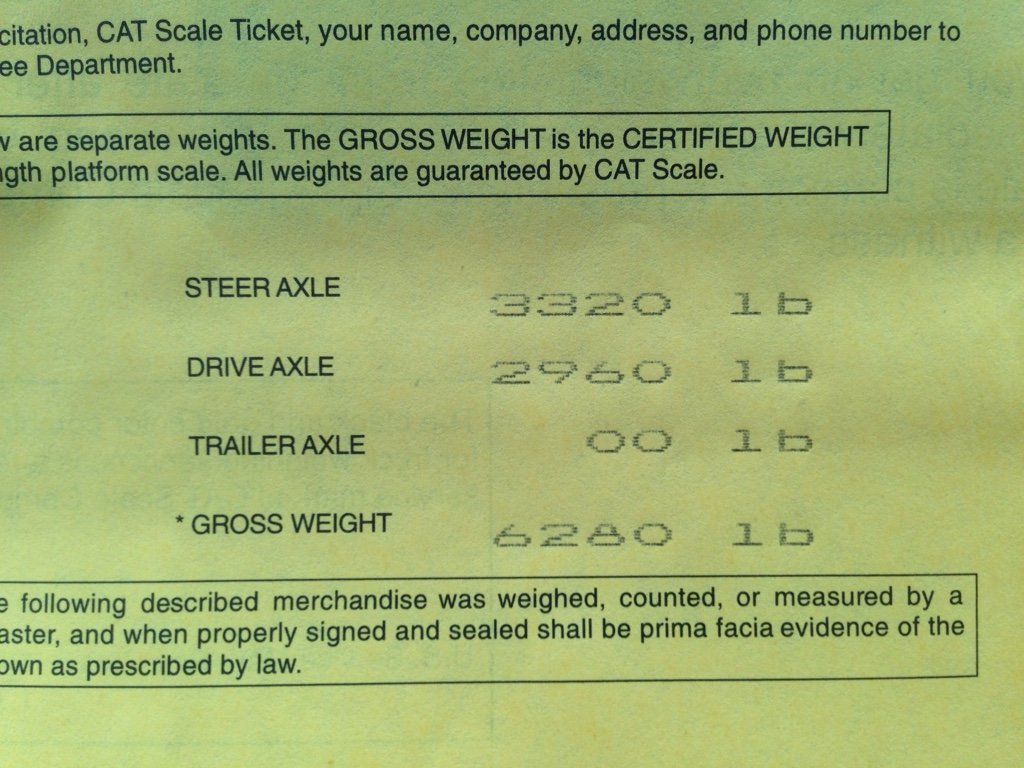 citation, CAT Scale Ticket, your name, company, address, and phone number to
ee Department.
w are separate weights. The GROSS WEIGHT is the CERTIFIED WEIGHT
ngth platform scale. All weights are guaranteed by CAT Scale.
STEER AXLE 3320 lb
DRIVE AXLE 2960 lb
TRAILER AXLE 00 lb
* GROSS WEIGHT 6280 lb
e following described merchandise was weighed, counted, or measured by a
aster, and when properly signed and sealed shall be prima facia evidence of the
own as prescribed by law.